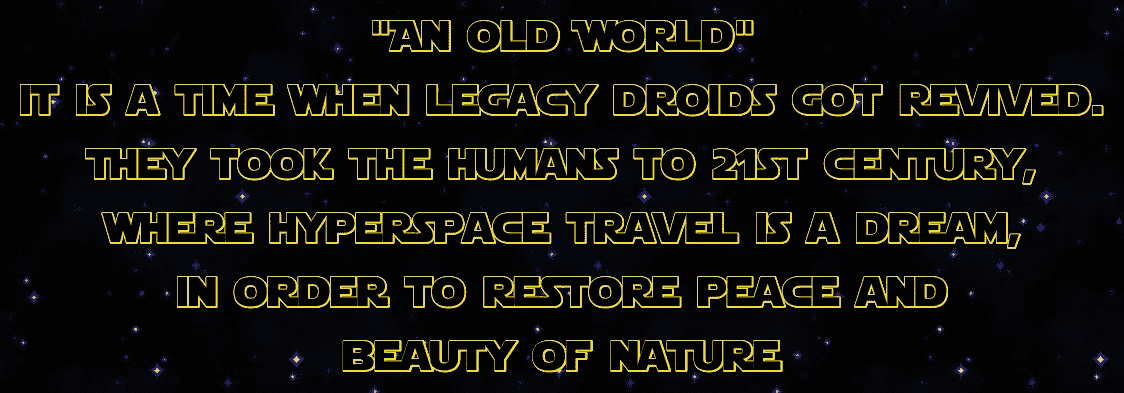 "AN OLD WORLD"
IT IS A TIME WHEN LEGACY DROIDS GOT REVIVED.
THEY TOOK THE HUMANS TO 21ST CENTURY,
WHERE HYPERSPACE TRAVEL IS A DREAM,
IN ORDER TO RESTORE PEACE AND
BEAUTY OF NATURE